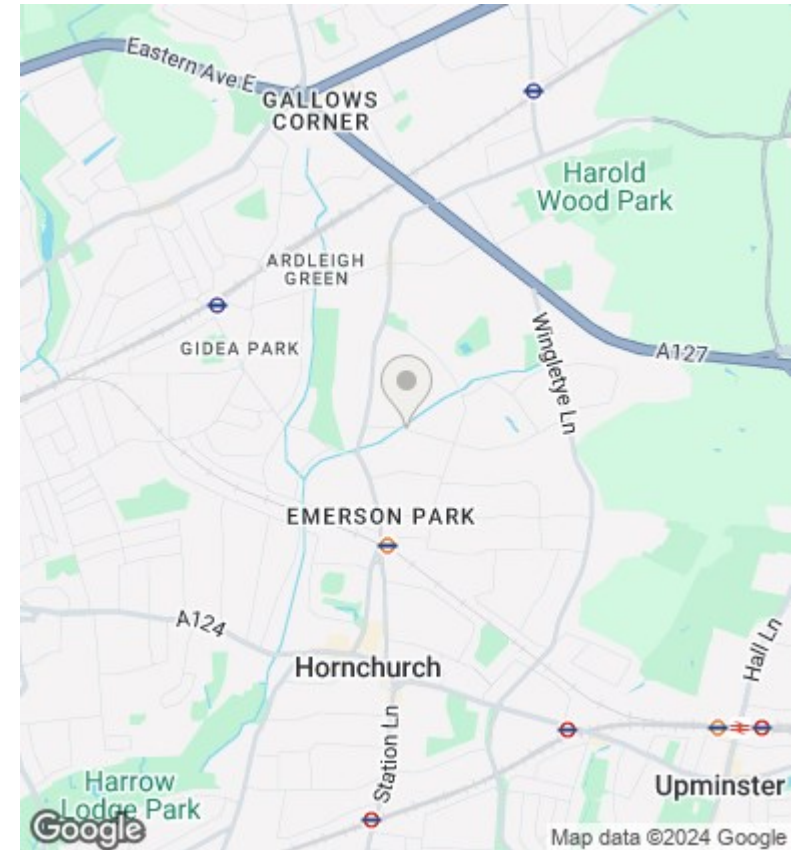 Eastern Ave E
GALLOWS
CORNER
Harold
Wood Park
ARDLEIGH
GREEN
GIDEA PARK
Wingletye Ln
A127
EMERSON PARK
A124
Hornchurch
Hall Ln
Station Ln
Upminster
Harrow
Lodge Park
Google
Map data ©2024 Google